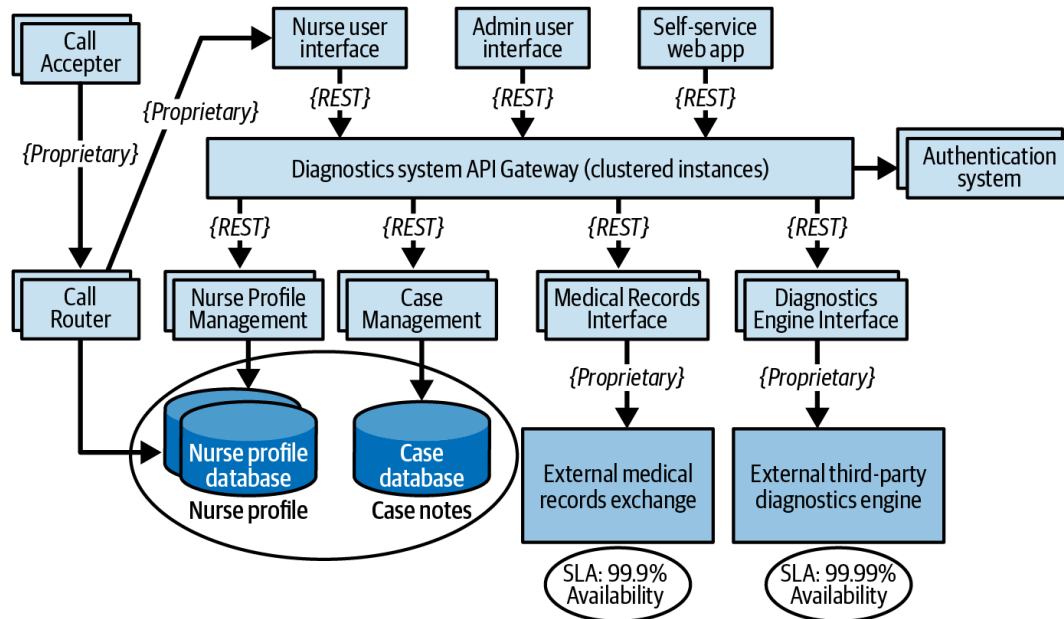 Call
Accepter
Nurse user
interface
Admin user
interface
Self-service
web app
{Proprietary}
{REST}
{REST}
{REST}
{Proprietary}
Diagnostics system API Gateway (clustered instances)
Authentication
system
{REST}
{REST}
{REST}
{REST}
Call
Router
Nurse Profile
Management
Case
Management
Medical Records
Interface
Diagnostics
Engine Interface
{Proprietary}
{Proprietary}
Nurse profile
database
Nurse profile
Case
database
Case notes
External medical
records exchange
External third-party
diagnostics engine
SLA: 99.9%
Availability
SLA: 99.99%
Availability